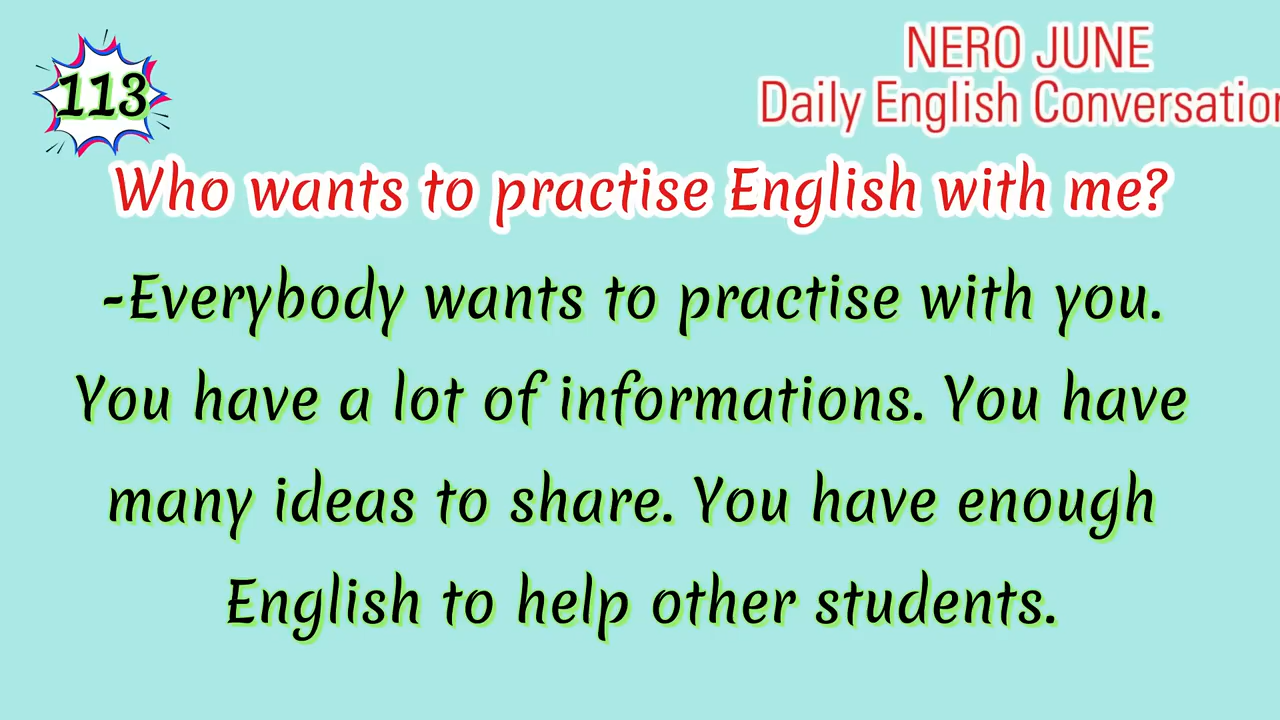 113
NERO JUNE
Daily English Conversation
Who wants to practise English with me?
-Everybody wants to practise with you.
You have a lot of informations. You have
many ideas to share. You have enough
English to help other students.